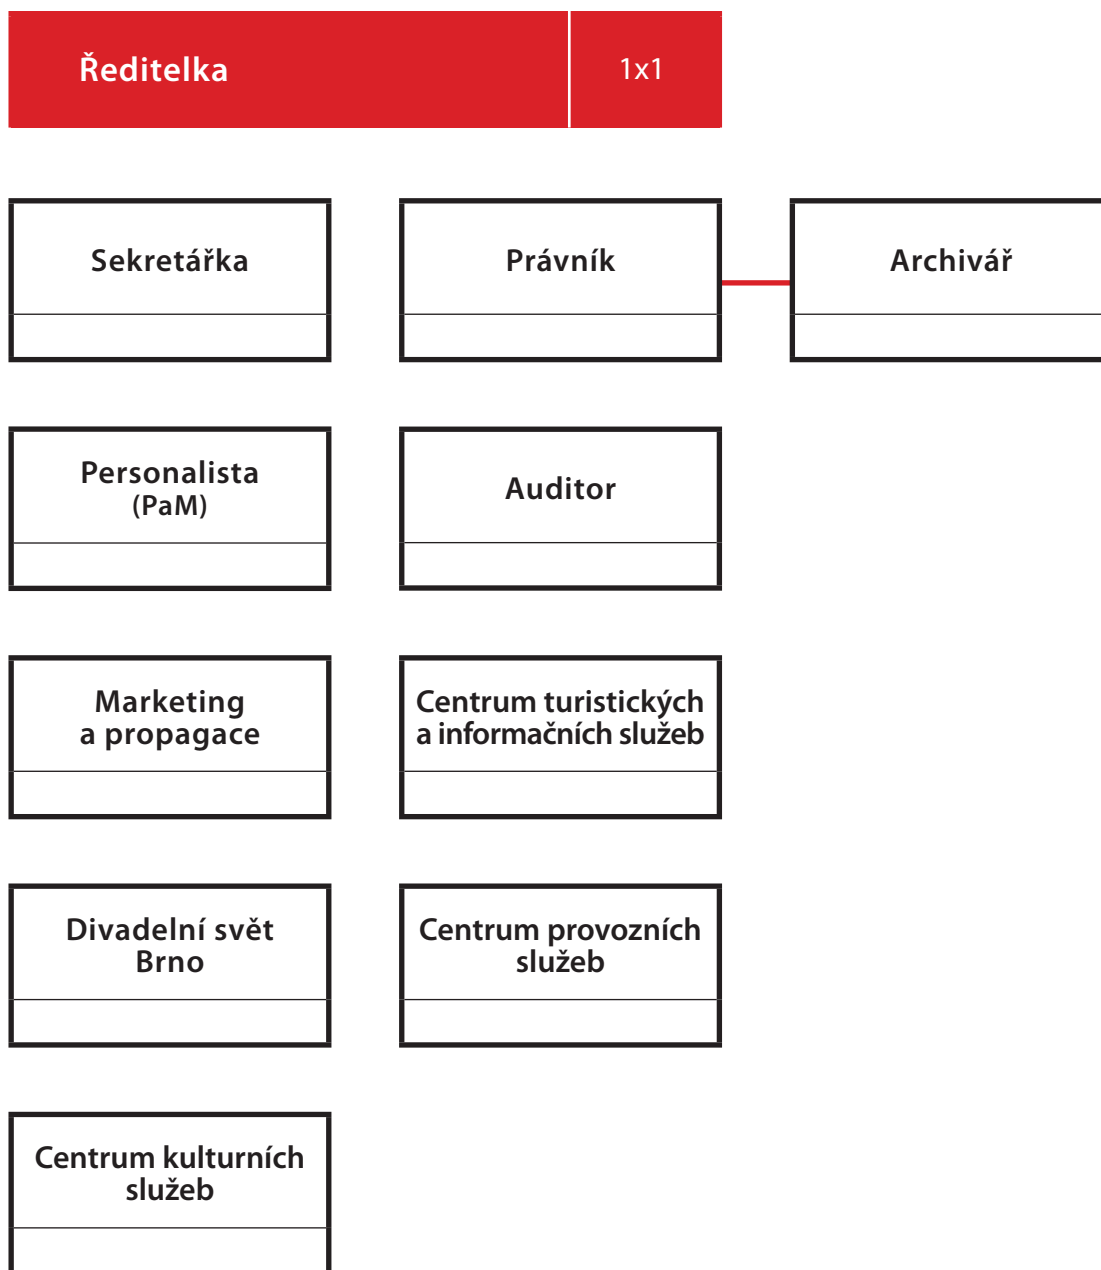 Ředitelka 1x1
Sekretářka
Právník
Archivář
Personalista
(PaM)
Auditor
Marketing
a propagace
Centrum turistických
a informačních služeb
Divadelní svět
Brno
Centrum provozních
služeb
Centrum kulturních
služeb